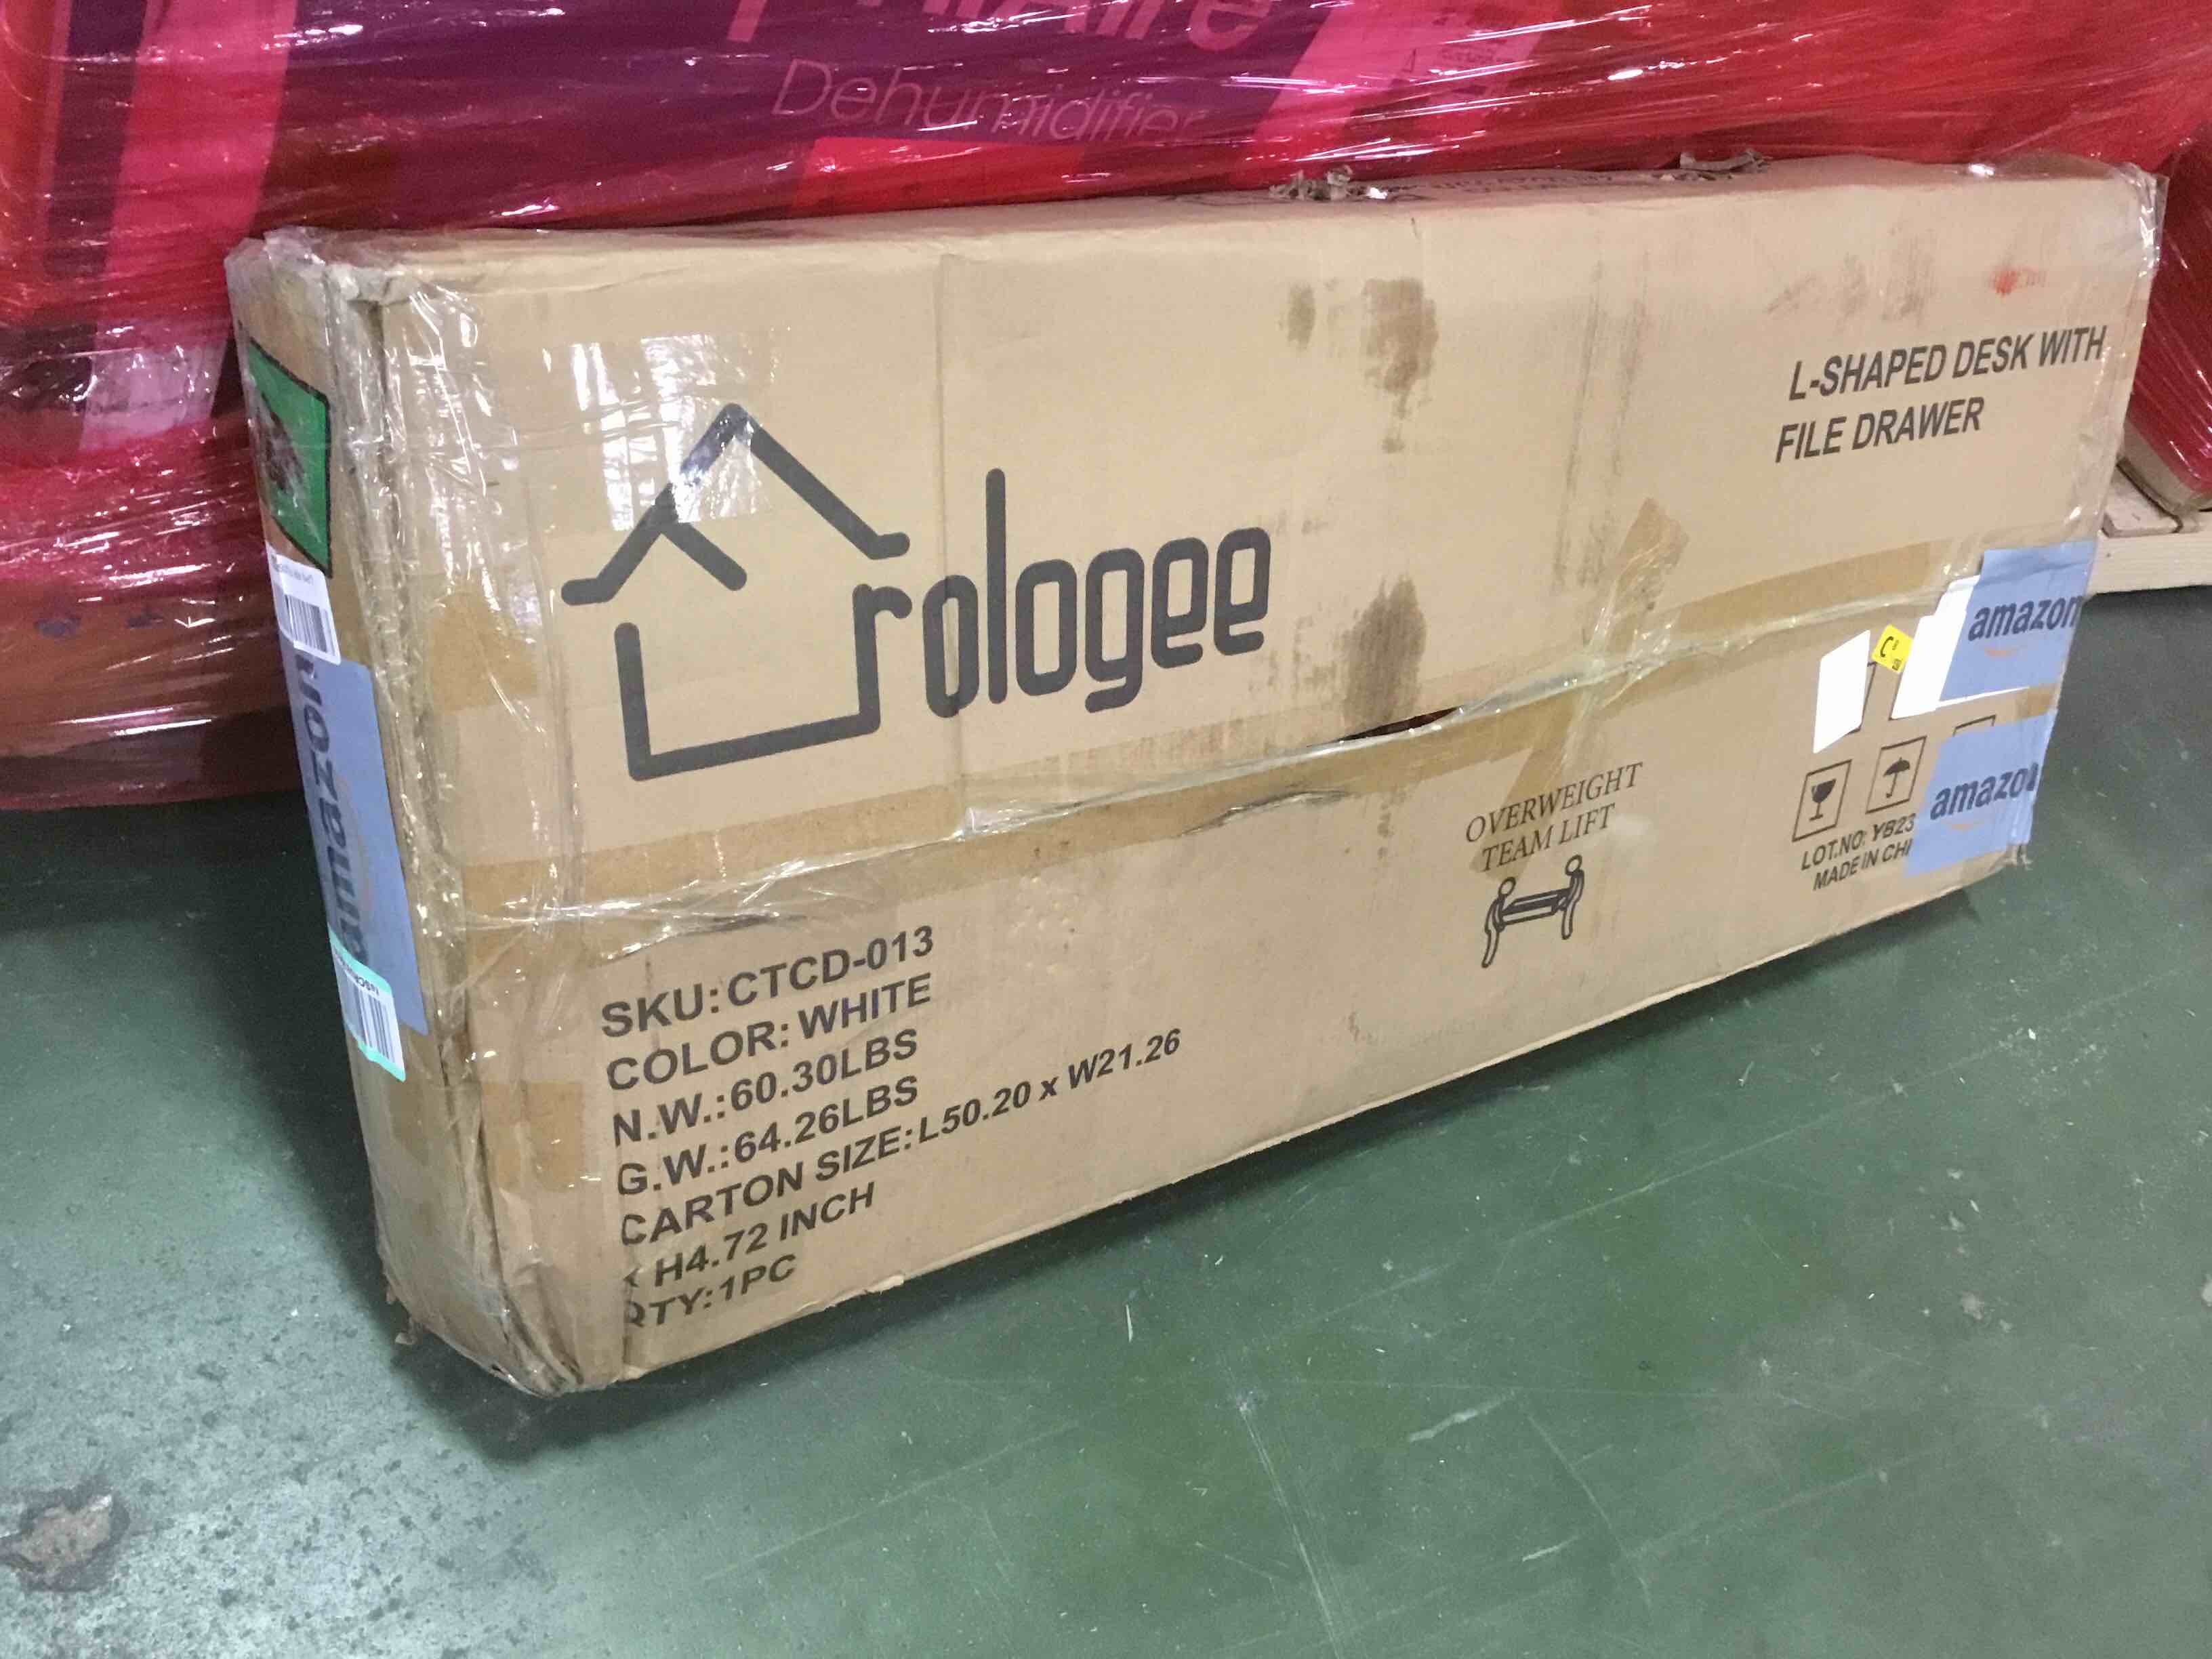 Dehumidifier
L-SHAPED DESK WITH
FILE DRAWER
rologee
amazon
amazon
amazon
OVERWEIGHT
TEAM LIFT
LOT.NO: YB23
MADE IN CHI
SKU:CTCD-013
COLOR:WHITE
N.W.:60.30LBS
G.W.:64.26LBS
CARTON SIZE:L50.20 x W21.26
x H4.72 INCH
QTY:1PC